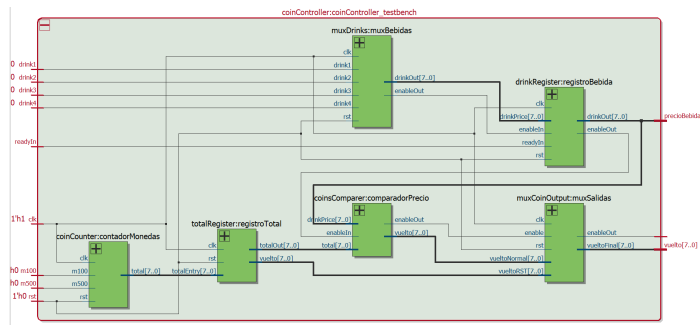 coinController:coinController_testbench
muxDrinks:muxBebidas
clk
0 drink1
drink1
0 drink2
drink2
drinkOut[7..0]
0 drink3
drink3
enableOut
0 drink4
drink4
rst
drinkRegister:registroBebida
clk
drinkPrice[7..0]
drinkOut[7..0]
precioBebida
enableIn
enableOut
readyIn
readyIn
rst
coinsComparer:comparadorPrecio
drinkPrice[7..0]
enableOut
enableIn
vuelto[7..0]
total[7..0]
muxCoinOutput:muxSalidas
clk
enableIn
rst
enableOut
vueltoNormal[7..0]
vueltoFinal[7..0]
vuelto[7..0]
vueltoRST[7..0]
totalRegister:registroTotal
clk
totalOut[7..0]
rst
vuelto[7..0]
totalEntry[7..0]
1'h1 clk
coinCounter:contadorMonedas
clk
h0 m100
m100
total[7..0]
h0 m500
m500
1'h0 rst
rst